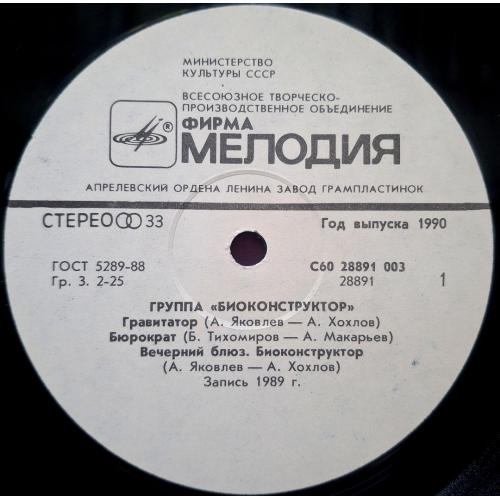 МИНИСТЕРСТВО
КУЛЬТУРЫ СССР
ВСЕСОЮЗНОЕ ТВОРЧЕСКО-
ПРОИЗВОДСТВЕННОЕ ОБЪЕДИНЕНИЕ
® ФИРМА
МЕЛОДИЯ
АПРЕЛЕВСКИЙ ОРДЕНА ЛЕНИНА ЗАВОД ГРАМПЛАСТИНОК
СТЕРЕО 33 Год выпуска 1990
ГОСТ 5289-88 С60 28891 003
Гр. 3. 2-25 28891 1
ГРУППА «БИОКОНСТРУКТОР»
Гравитатор (А. Яковлев — А. Хохлов)
Бюрократ (Б. Тихомиров — А. Макарьев)
Вечерний блюз. Биоконструктор
(А. Яковлев — А. Хохлов)
Запись 1989 г.